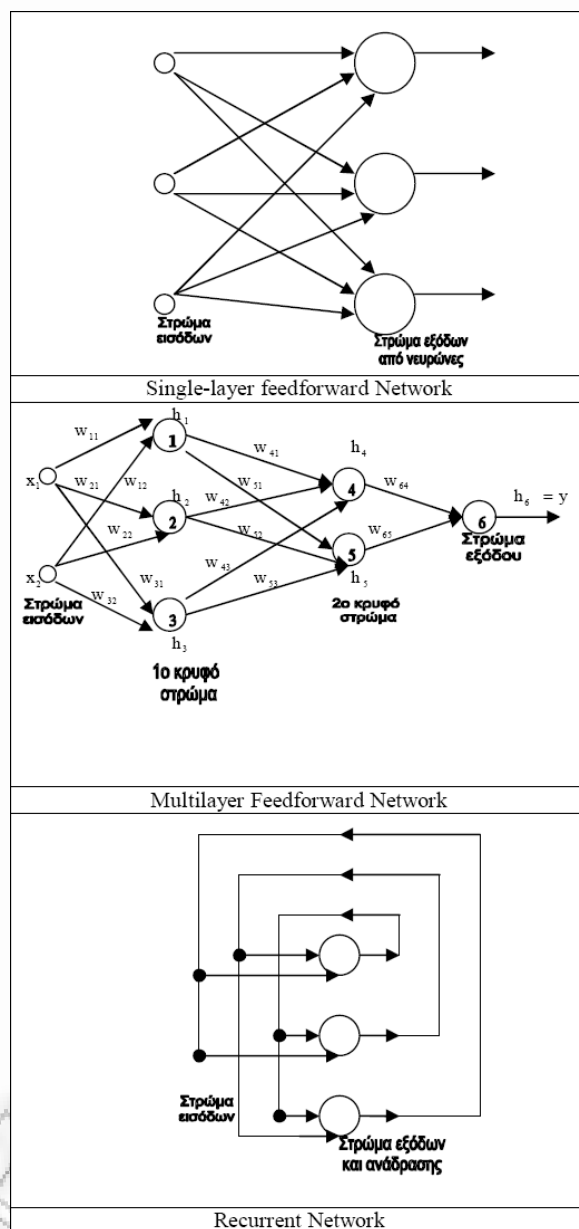 Στρώμα
εισόδων
Στρώμα εξόδων
από νευρώνες
Single-layer feedforward Network
h₁
w₁₁
1
w₄₁
h₄
x₁
w₂₁
w₁₂
h₂
w₄₂
w₅₁
4
w₆₄
h₆ = y
2
w₂₂
w₅₂
6
Στρώμα
εξόδου
x₂
w₃₁
w₄₃
5
w₆₅
Στρώμα
εισόδων
w₃₂
w₅₃
h₅
3
2ο κρυφό
στρώμα
h₃
1ο κρυφό
στρώμα
Multilayer Feedforward Network
Στρώμα
εισόδων
Στρώμα εξόδων
και ανάδρασης
Recurrent Network